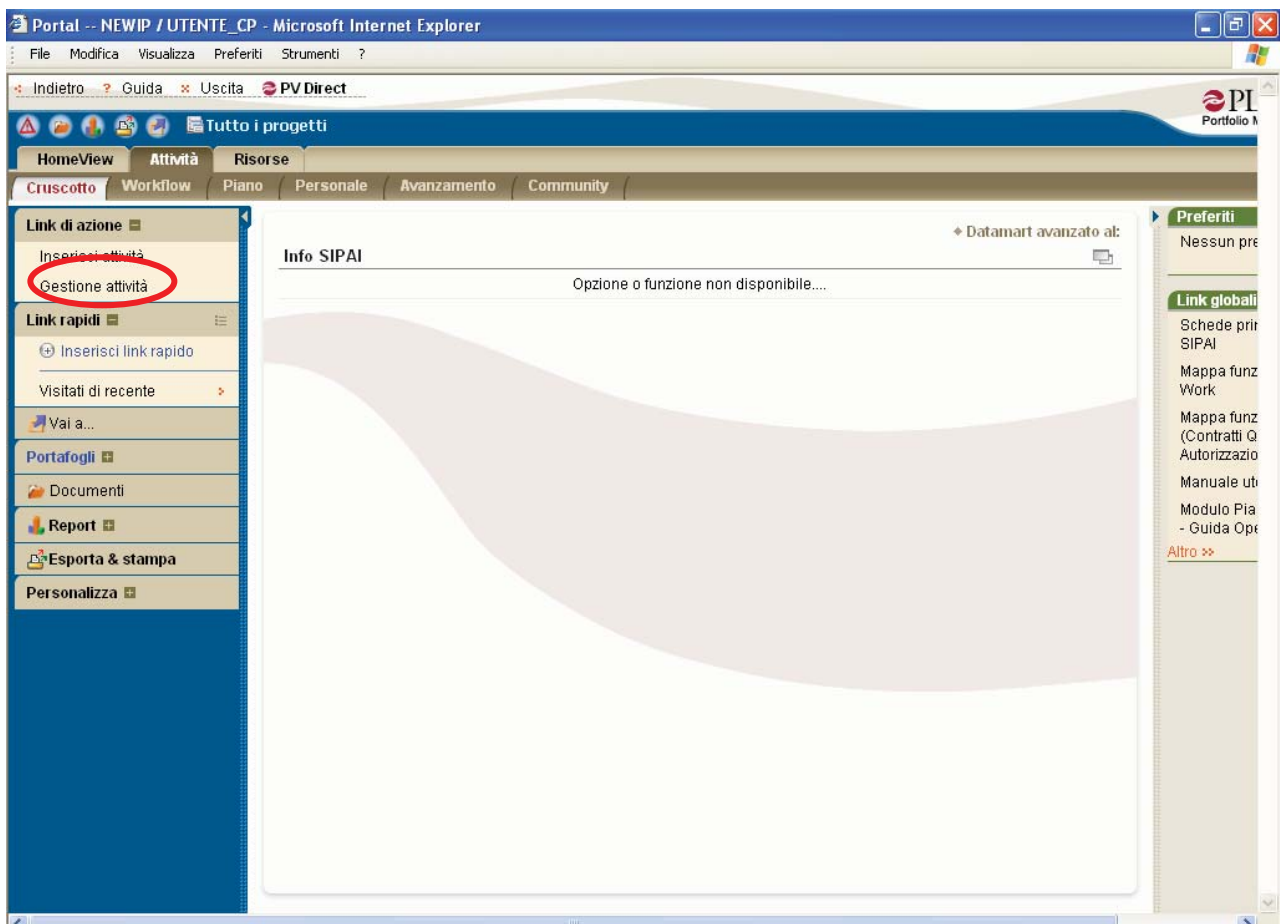 Portal -- NEWIP / UTENTE_CP - Microsoft Internet Explorer
File Modifica Visualizza Preferiti Strumenti ?
Indietro ? Guida Uscita PV Direct
Tutto i progetti
Portfolio M
HomeView Attività Risorse
Cruscotto Workflow Piano Personale Avanzamento Community
Link di azione
Inserisci attività
Gestione attività
Link rapidi
Inserisci link rapido
Visitati di recente
Vai a...
Portafogli
Documenti
Report
Esporta & stampa
Personalizza
Datamart avanzato al:
Info SIPAI
Opzione o funzione non disponibile....
Preferiti
Nessun pre
Link globali
Schede prin
SIPAI
Mappa funz
Work
Mappa funz
(Contratti Q
Autorizzazio
Manuale ute
Modulo Pia
- Guida Ope
Altro >>